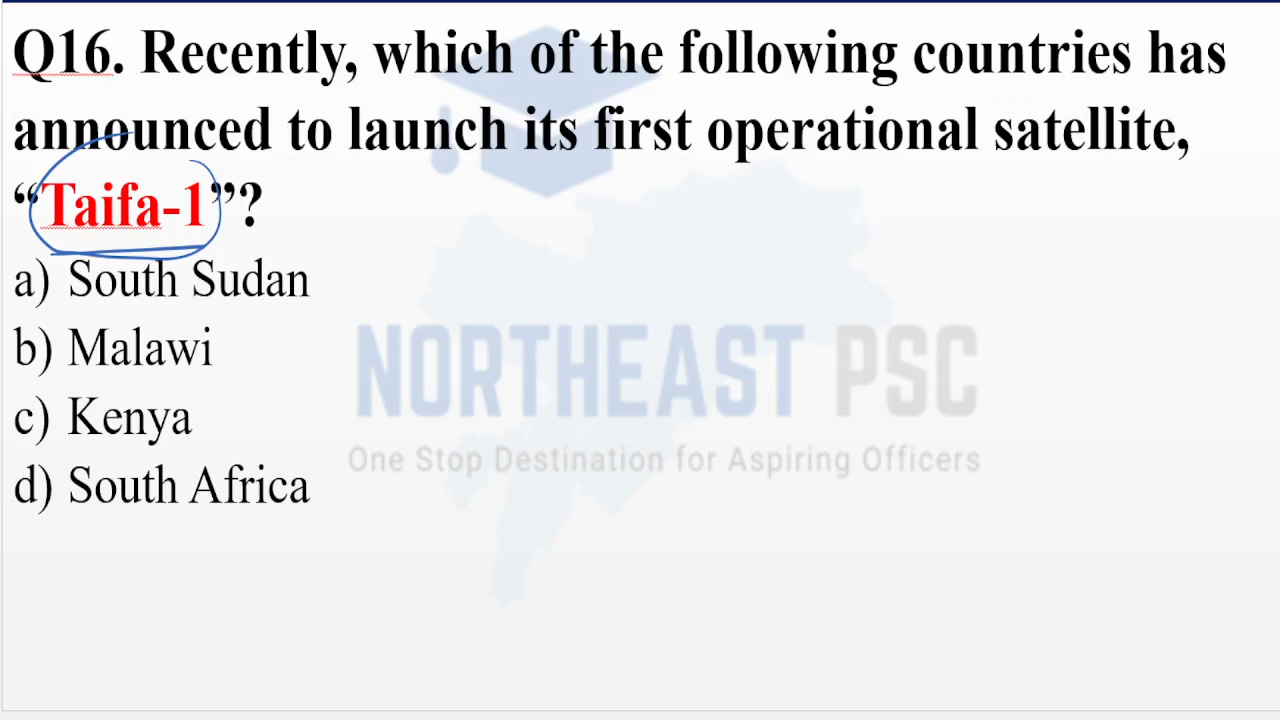 Q16. Recently, which of the following countries has
announced to launch its first operational satellite,
“Taifa-1”?
a) South Sudan
b) Malawi
c) Kenya
d) South Africa
NORTHEAST PSC
One Stop Destination for Aspiring Officers